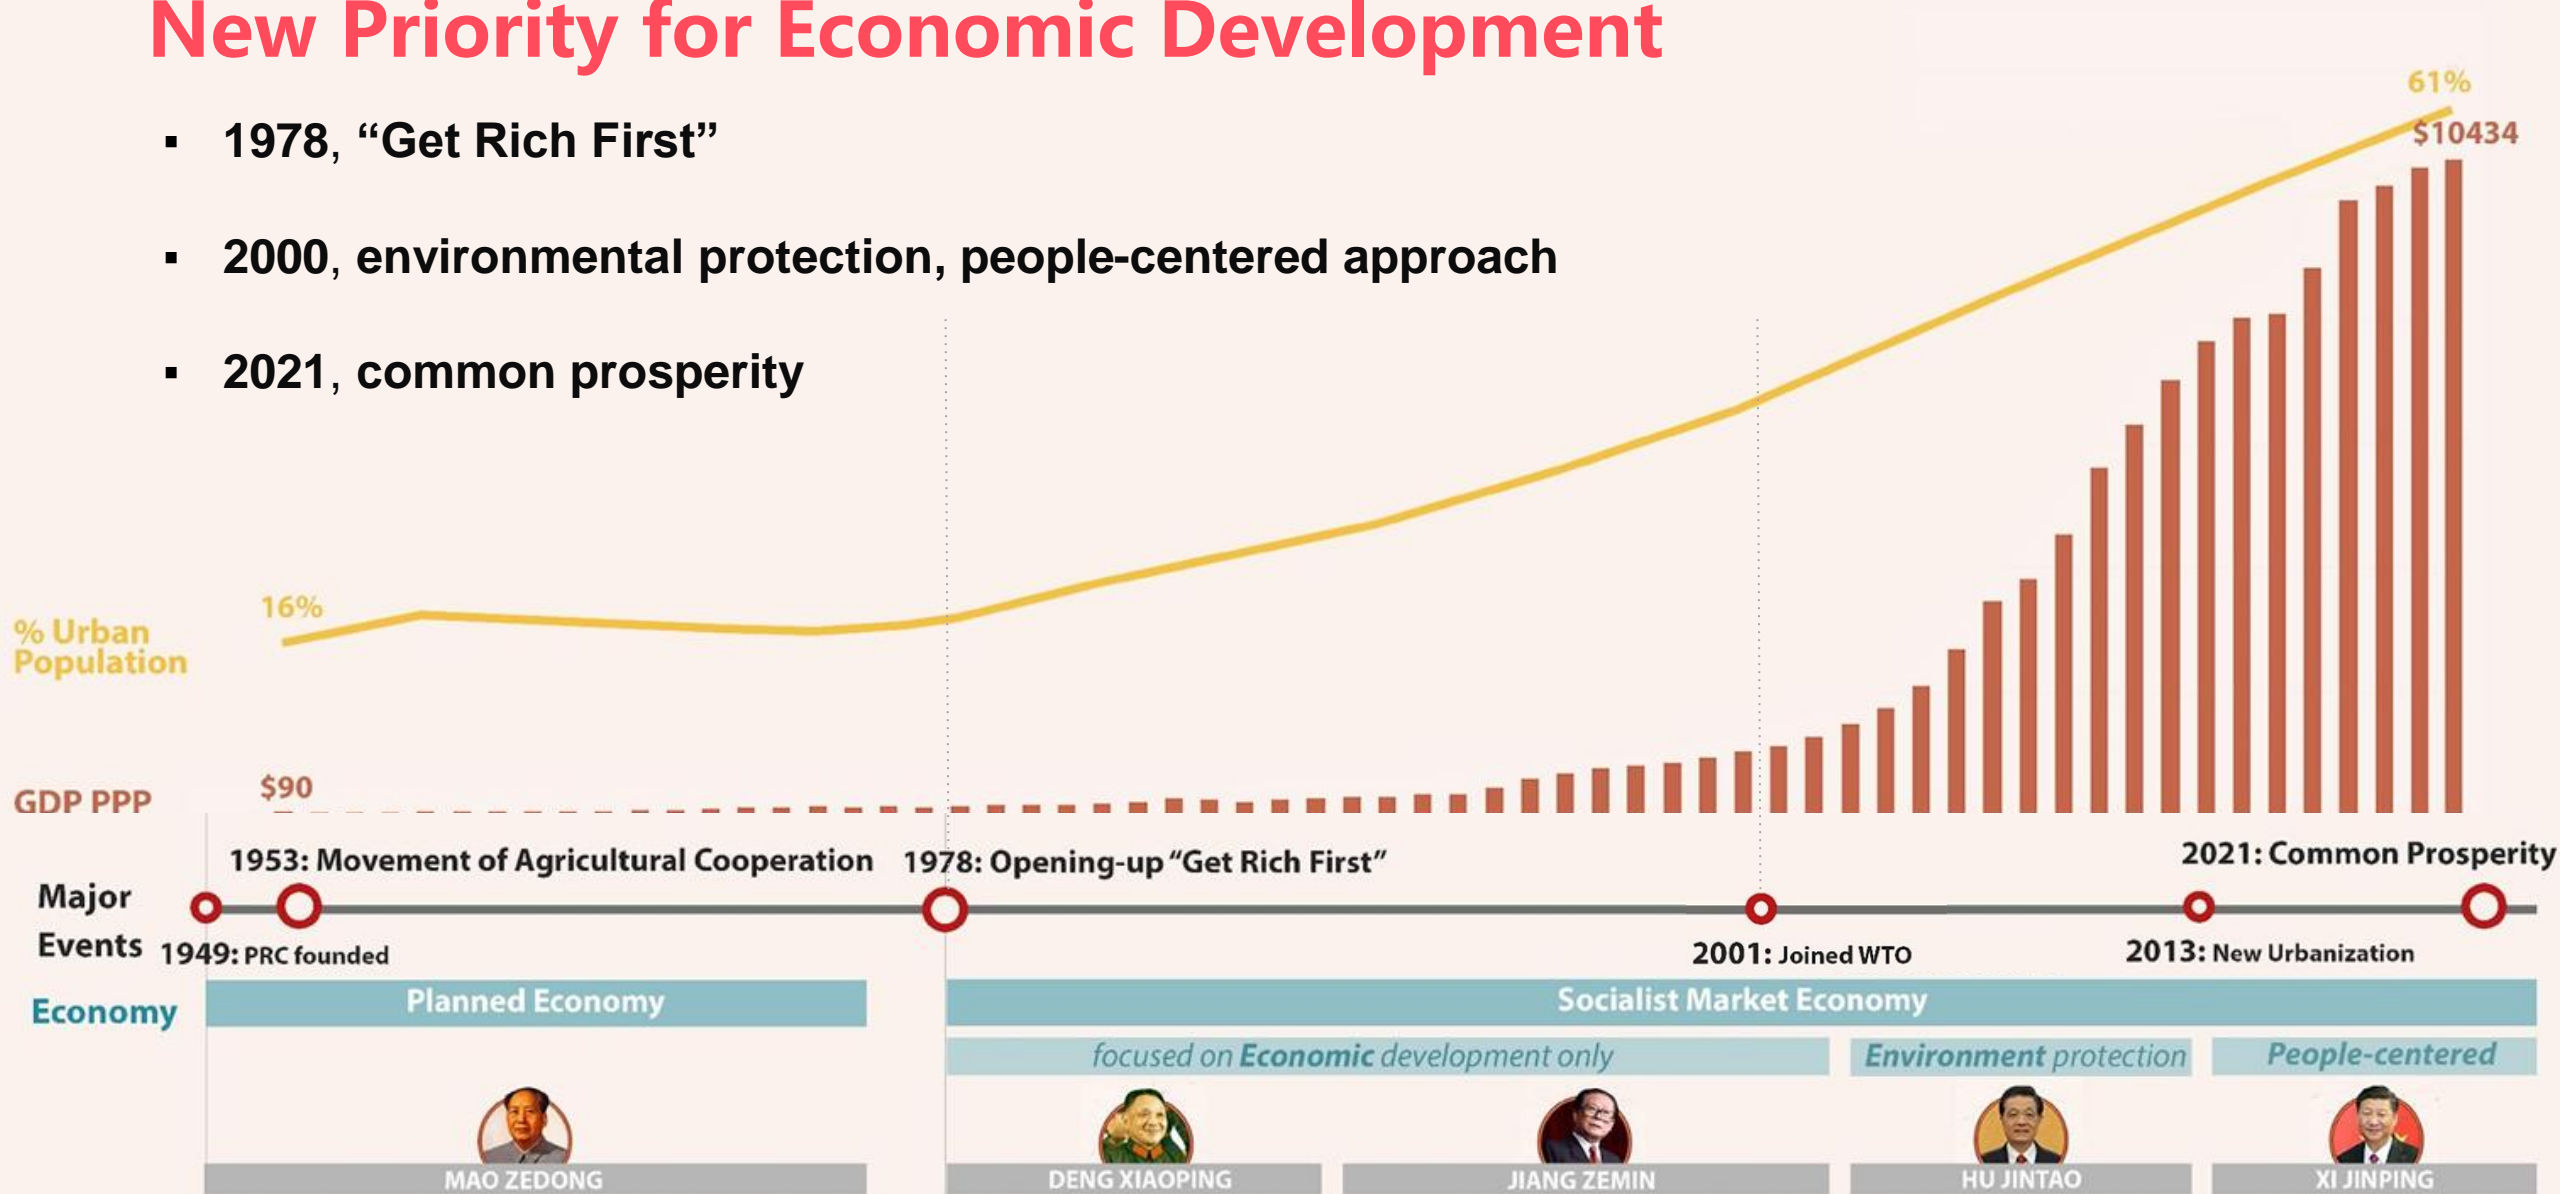 New Priority for Economic Development
▪ 1978, “Get Rich First”
▪ 2000, environmental protection, people-centered approach
▪ 2021, common prosperity
61%
$10434
16%
% Urban
Population
$90
GDP PPP
1953: Movement of Agricultural Cooperation
1978: Opening-up “Get Rich First”
2021: Common Prosperity
Major
Events
1949: PRC founded
2001: Joined WTO
2013: New Urbanization
Economy
Planned Economy
Socialist Market Economy
focused on Economic development only
Environment protection
People-centered
MAO ZEDONG
DENG XIAOPING
JIANG ZEMIN
HU JINTAO
XI JINPING